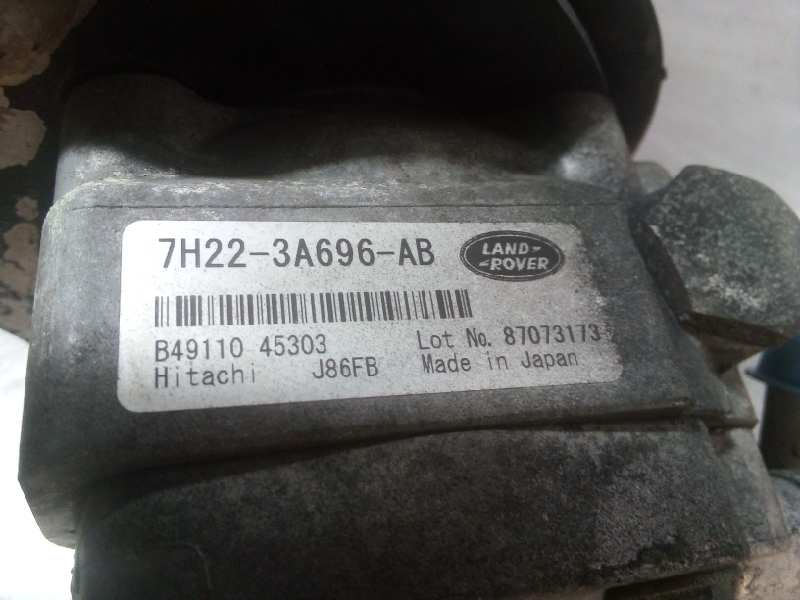 7H22-3A696-AB
LAND-
-ROVER
B49110 45303
Lot No. 87073173
Hitachi J86FB Made in Japan